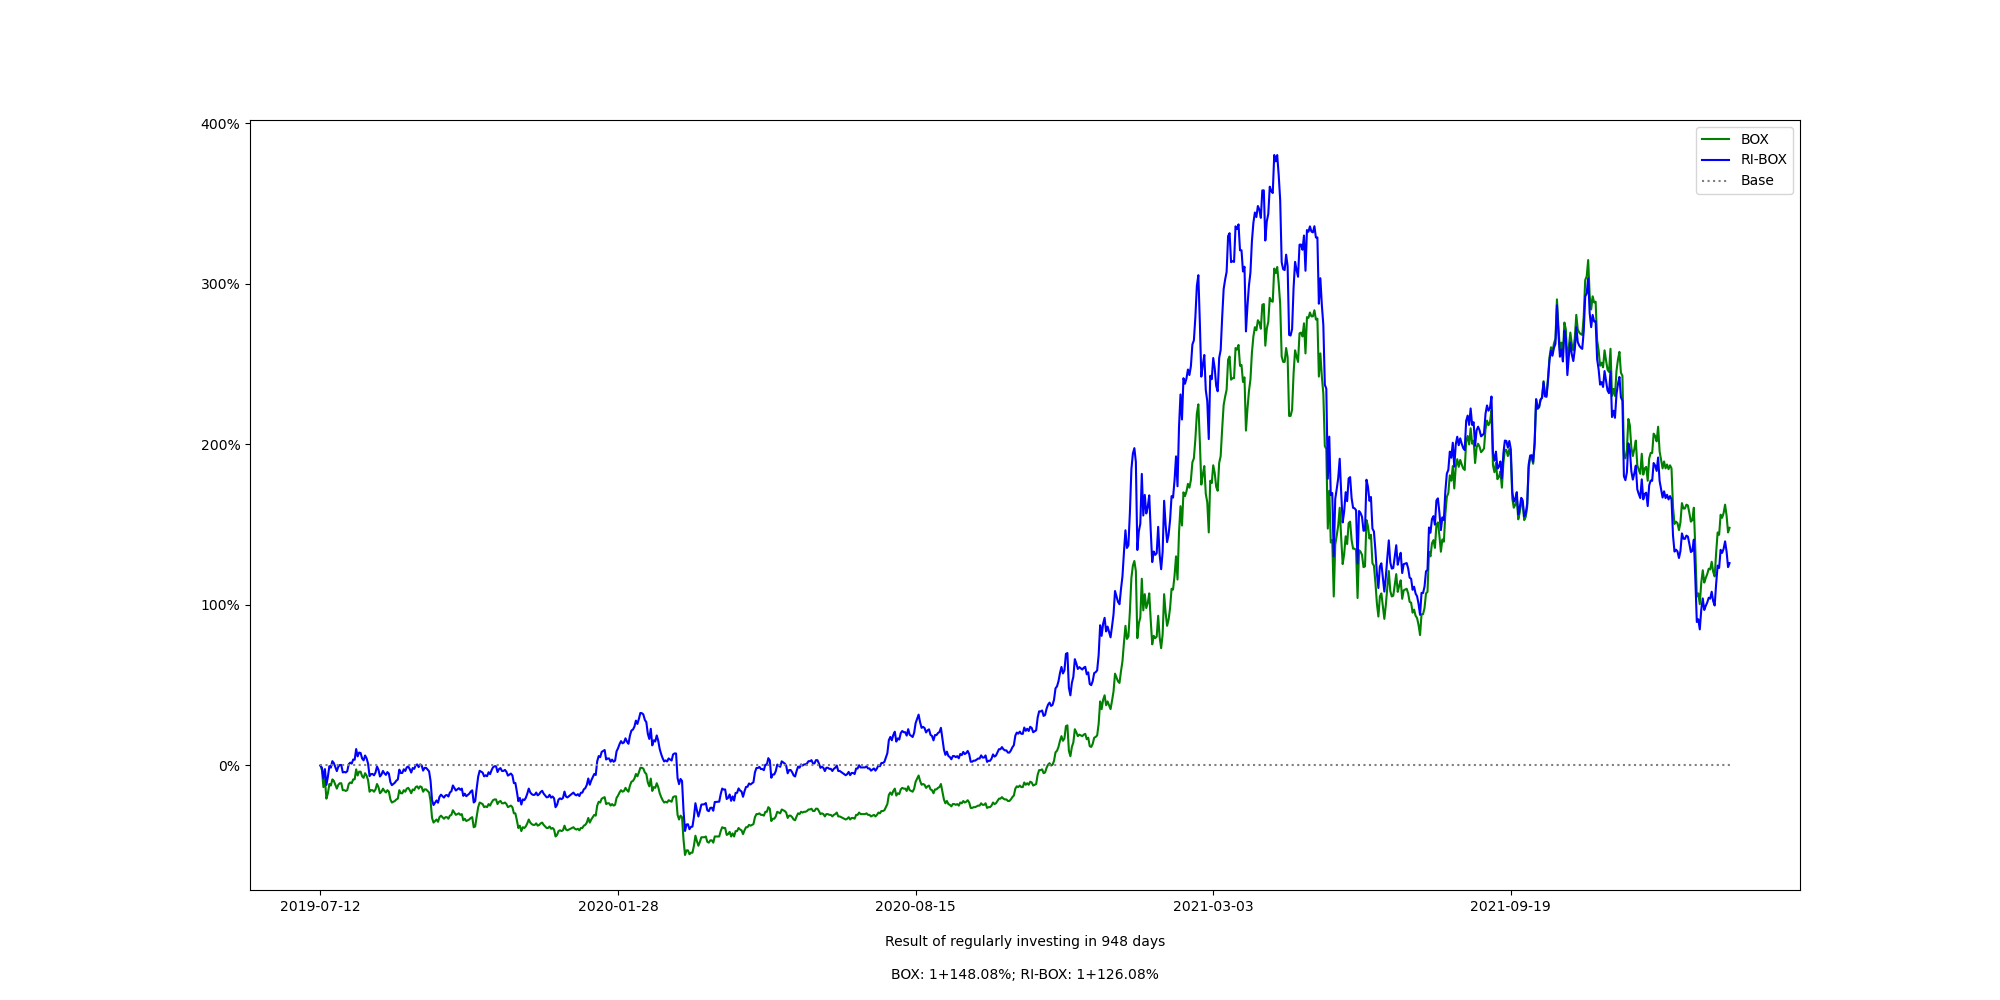 400%
300%
200%
100%
0%
BOX
RI-BOX
Base
2019-07-12
2020-01-28
2020-08-15
2021-03-03
2021-09-19
Result of regularly investing in 948 days
BOX: 1+148.08%; RI-BOX: 1+126.08%